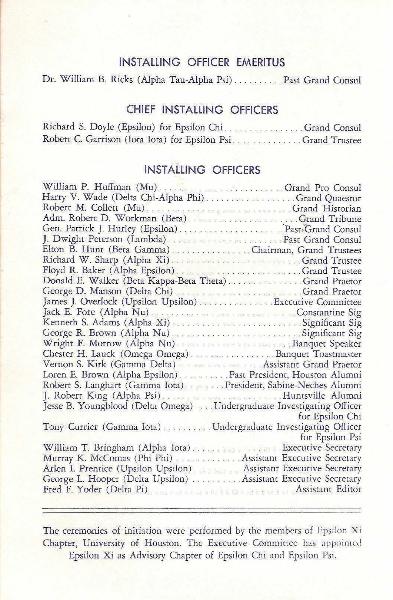 INSTALLING OFFICER EMERITUS
Dr. William B. Ricks (Alpha Tau-Alpha Psi) . . . . . . . . . Past Grand Consul
CHIEF INSTALLING OFFICERS
Richard S. Doyle (Epsilon) for Epsilon Chi . . . . . . . . . . . . . . . . Grand Consul
Robert C. Garrison (Iota Iota) for Epsilon Psi . . . . . . . . . . . . . . Grand Trustee
INSTALLING OFFICERS
William P. Huffman (Mu) . . . . . . . . . . . . . . . . . . . . . . . . . Grand Pro Consul
Harry V. Wade (Delta Chi-Alpha Phi) . . . . . . . . . . . . . . . . . . Grand Quaestor
Robert M. Collett (Mu) . . . . . . . . . . . . . . . . . . . . . . . . . . . . Grand Historian
Adm. Robert D. Workman (Beta) . . . . . . . . . . . . . . . . . . . . . . Grand Tribune
Gen. Patrick J. Hurley (Epsilon) . . . . . . . . . . . . . . . . . . . . . Past Grand Consul
J. Dwight Peterson (Lambda) . . . . . . . . . . . . . . . . . . . . . . . Past Grand Consul
Elton B. Hunt (Beta Gamma) . . . . . . . . . . . . . . . . Chairman, Grand Trustees
Richard W. Sharp (Alpha Xi) . . . . . . . . . . . . . . . . . . . . . . . . . Grand Trustee
Floyd R. Baker (Alpha Epsilon) . . . . . . . . . . . . . . . . . . . . . . . Grand Trustee
Donald E. Walker (Beta Kappa-Beta Theta) . . . . . . . . . . . . . . . Grand Praetor
George D. Manson (Delta Chi) . . . . . . . . . . . . . . . . . . . . . . . . Grand Praetor
James J. Overlock (Upsilon Upsilon) . . . . . . . . . . . . . . . Executive Committee
Jack E. Fote (Alpha Nu) . . . . . . . . . . . . . . . . . . . . . . . . . . . Constantine Sig
Kenneth S. Adams (Alpha Xi) . . . . . . . . . . . . . . . . . . . . . . . . Significant Sig
George R. Brown (Alpha Nu) . . . . . . . . . . . . . . . . . . . . . . . . . Significant Sig
Wright F. Morrow (Alpha Nu) . . . . . . . . . . . . . . . . . . . . . . Banquet Speaker
Chester H. Lauck (Omega Omega) . . . . . . . . . . . . . . . . . Banquet Toastmaster
Vernon S. Kirk (Gamma Delta) . . . . . . . . . . . . . . . . . Assistant Grand Praetor
Loren E. Brown (Alpha Epsilon) . . . . . . . . . . Past President, Houston Alumni
Robert S. Langhart (Gamma Iota) . . . . . . . . President, Sabine-Neches Alumni
J. Robert King (Alpha Psi) . . . . . . . . . . . . . . . . . . . . . . . . Huntsville Alumni
Jesse B. Youngblood (Delta Omega) . . . Undergraduate Investigating Officer
for Epsilon Chi
Tony Currier (Gamma Iota) . . . . . . . . . . Undergraduate Investigating Officer
for Epsilon Psi
William T. Bringham (Alpha Iota) . . . . . . . . . . . . . . . . . Executive Secretary
Murray K. McComas (Phi Phi) . . . . . . . . . . . . . Assistant Executive Secretary
Arlen I. Prentice (Upsilon Upsilon) . . . . . . . . . Assistant Executive Secretary
George L. Hooper (Delta Upsilon) . . . . . . . . . . Assistant Executive Secretary
Fred F. Yoder (Delta Pi) . . . . . . . . . . . . . . . . . . . . . . . . . . . Assistant Editor
The ceremonies of initiation were performed by the members of Epsilon Xi
Chapter, University of Houston. The Executive Committee has appointed
Epsilon Xi as Advisory Chapter of Epsilon Chi and Epsilon Psi.